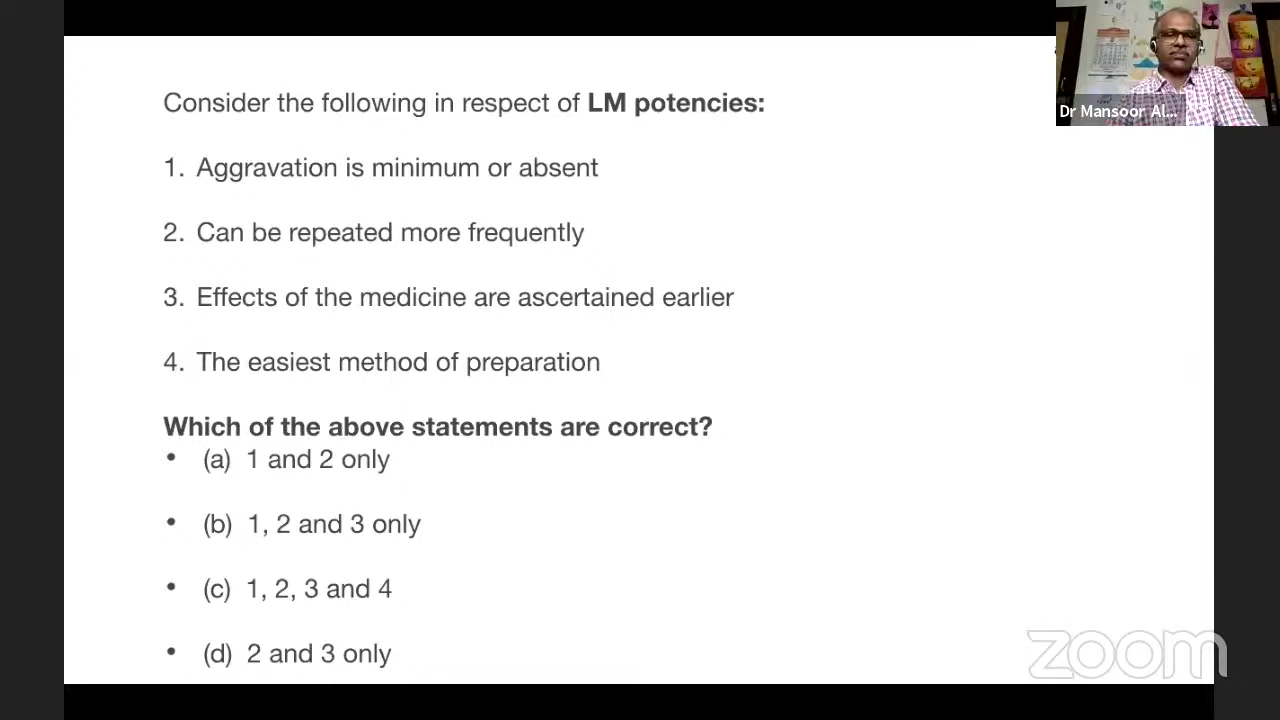 Consider the following in respect of LM potencies:
1. Aggravation is minimum or absent
2. Can be repeated more frequently
3. Effects of the medicine are ascertained earlier
4. The easiest method of preparation
Which of the above statements are correct?
• (a) 1 and 2 only
• (b) 1, 2 and 3 only
• (c) 1, 2, 3 and 4
• (d) 2 and 3 only
Dr Mansoor Al...
zoom